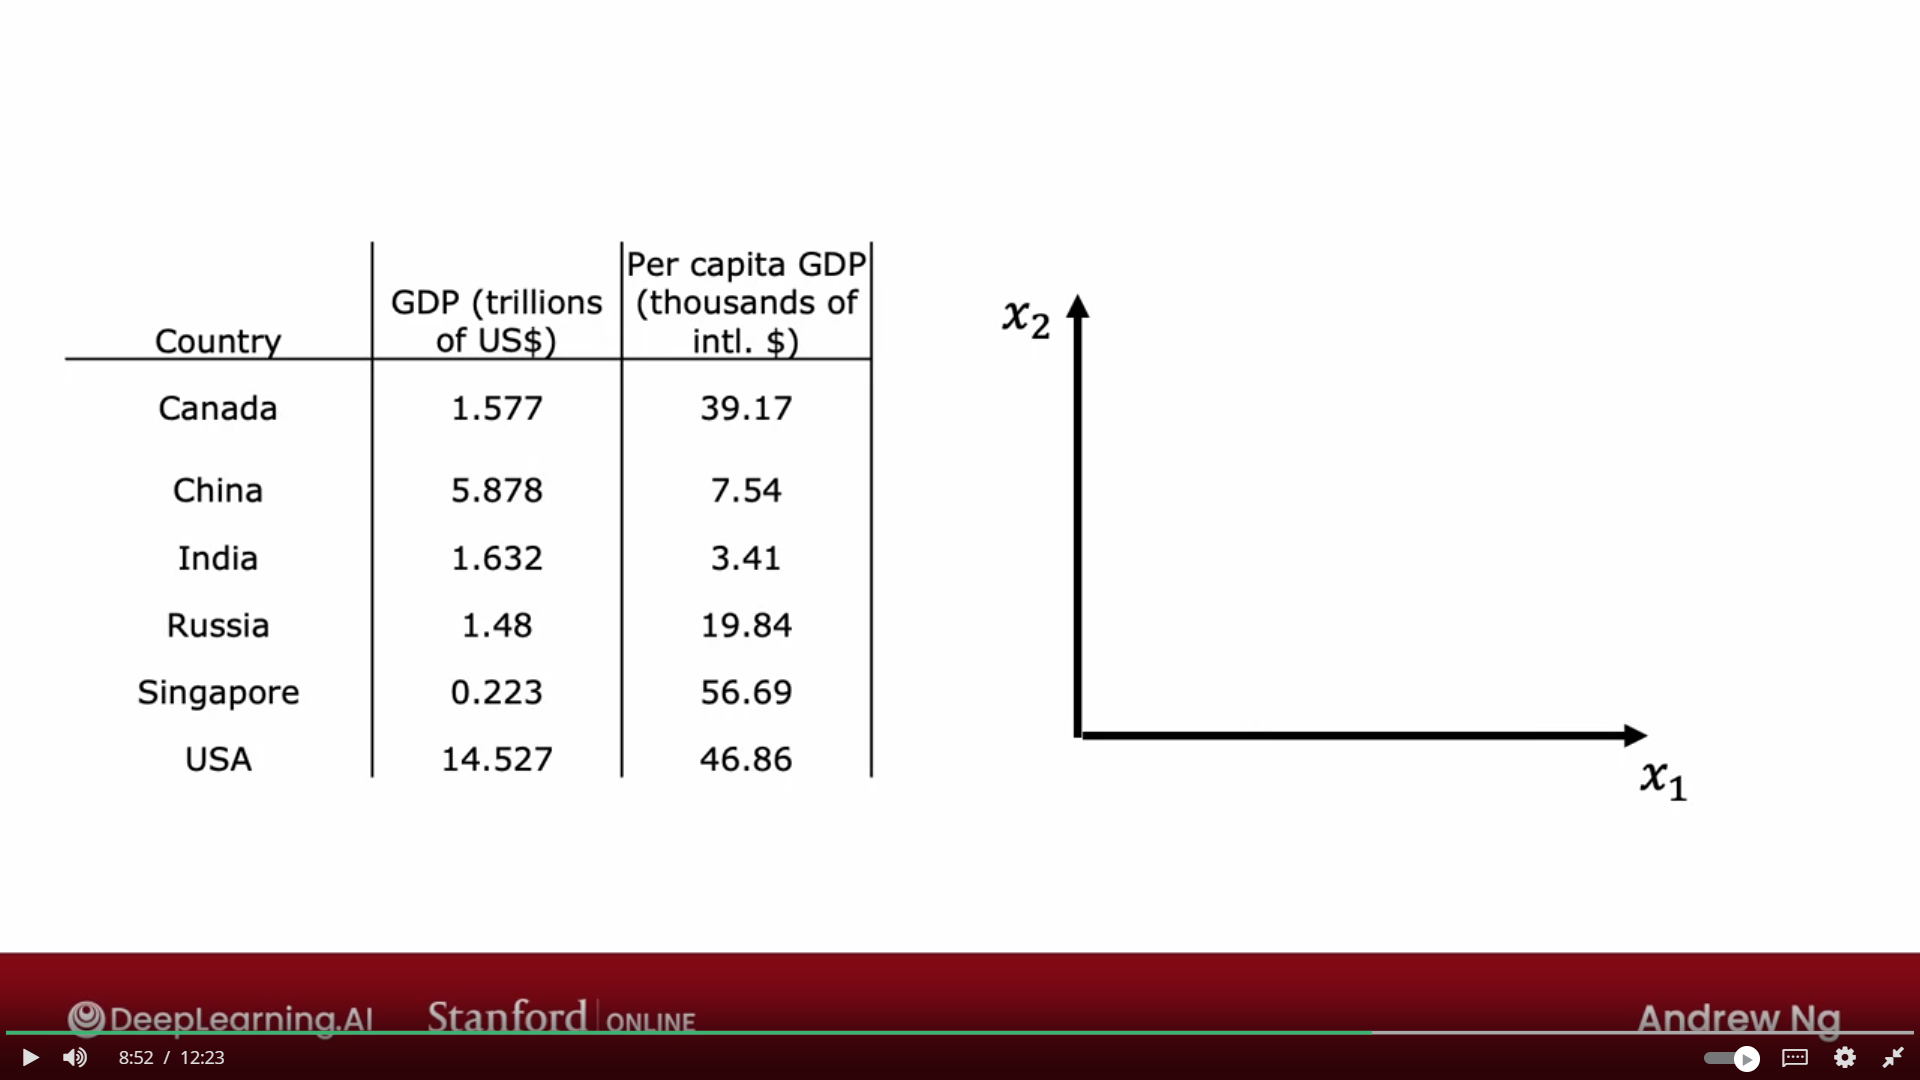 Country
GDP (trillions
of US$)
Per capita GDP
(thousands of
intl. $)
Canada 1.577 39.17
China 5.878 7.54
India 1.632 3.41
Russia 1.48 19.84
Singapore 0.223 56.69
USA 14.527 46.86
x₂
x₁
DeepLearning.AI
Stanford ONLINE
Andrew Ng
8:52 / 12:23